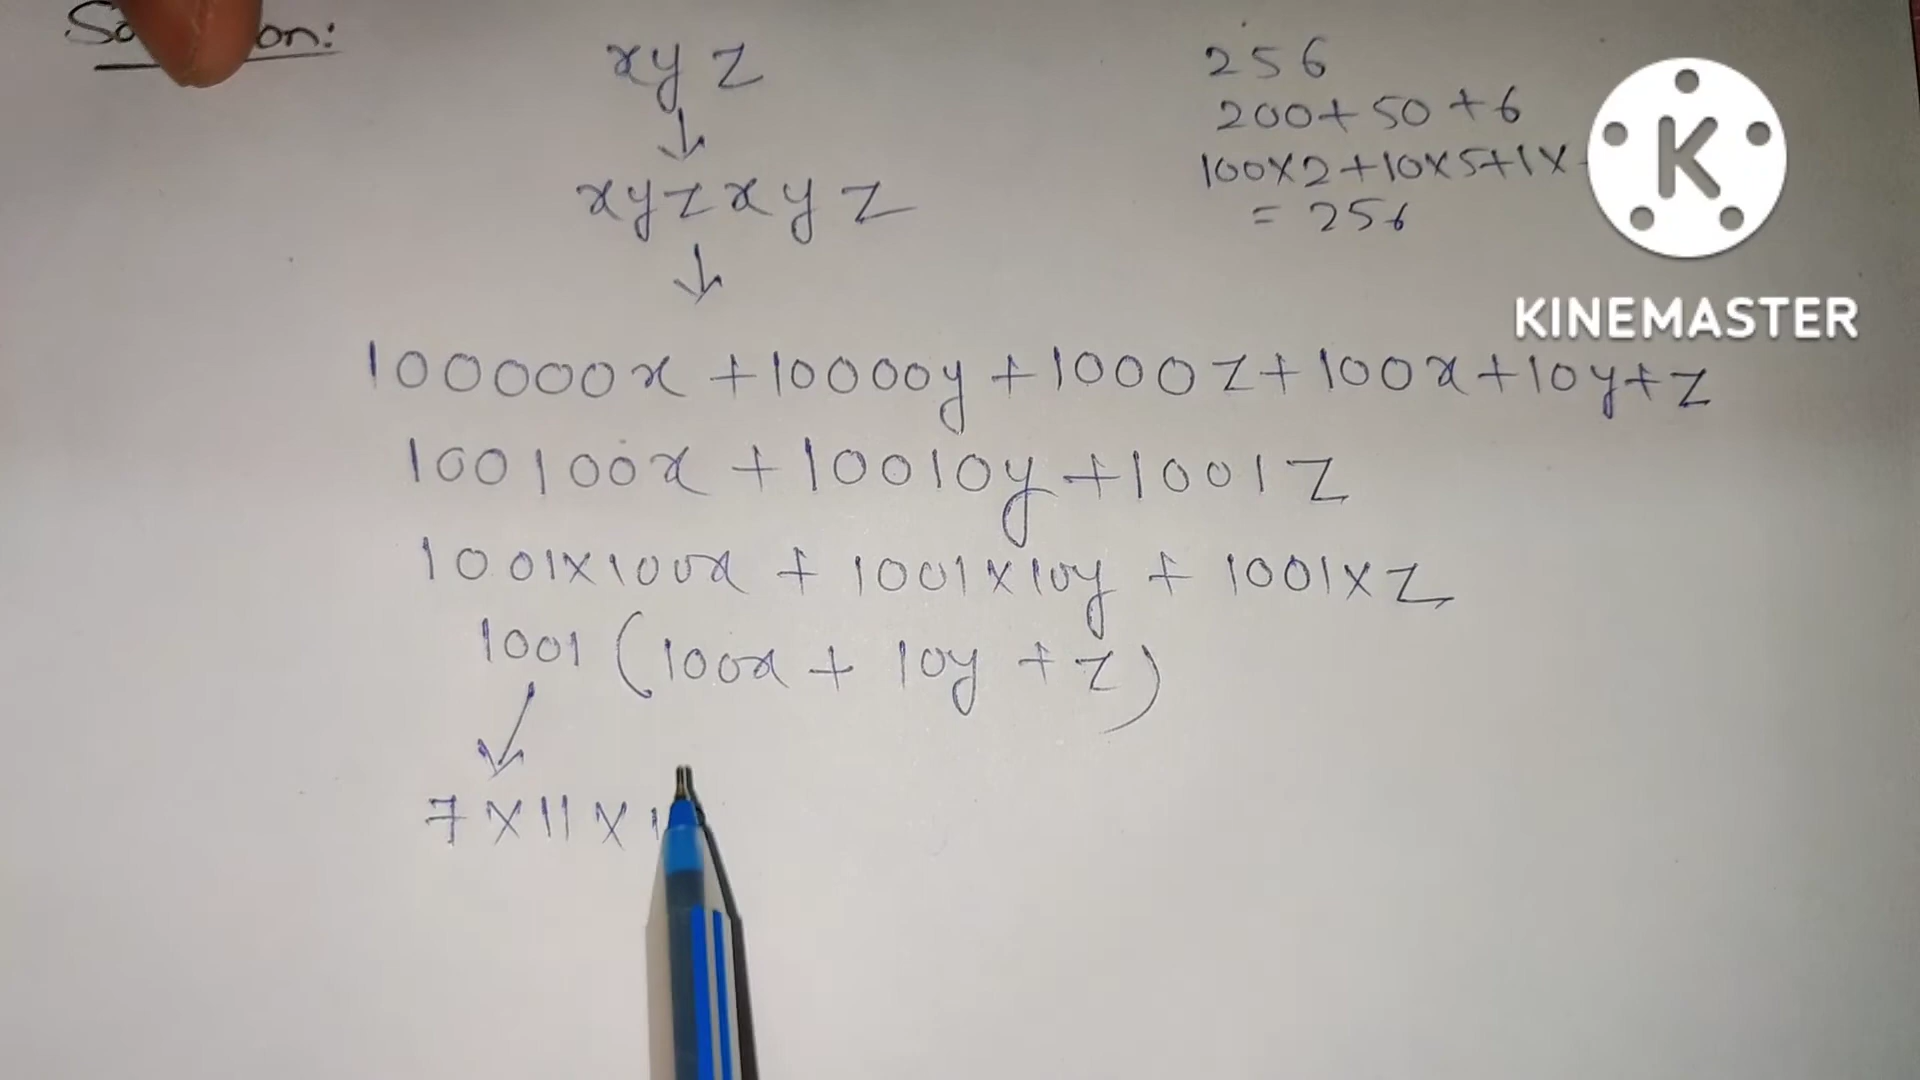 xyz
↓
xyzxyz
↓
100000x + 10000y + 1000z + 100x + 10y + z
100100x + 10010y + 1001z
1001×100x + 1001×10y + 1001×z
1001 (100x + 10y + z)
7 × 11 ×
256
200+50+6
100×2+10×5+1×
= 256
KINEMASTER